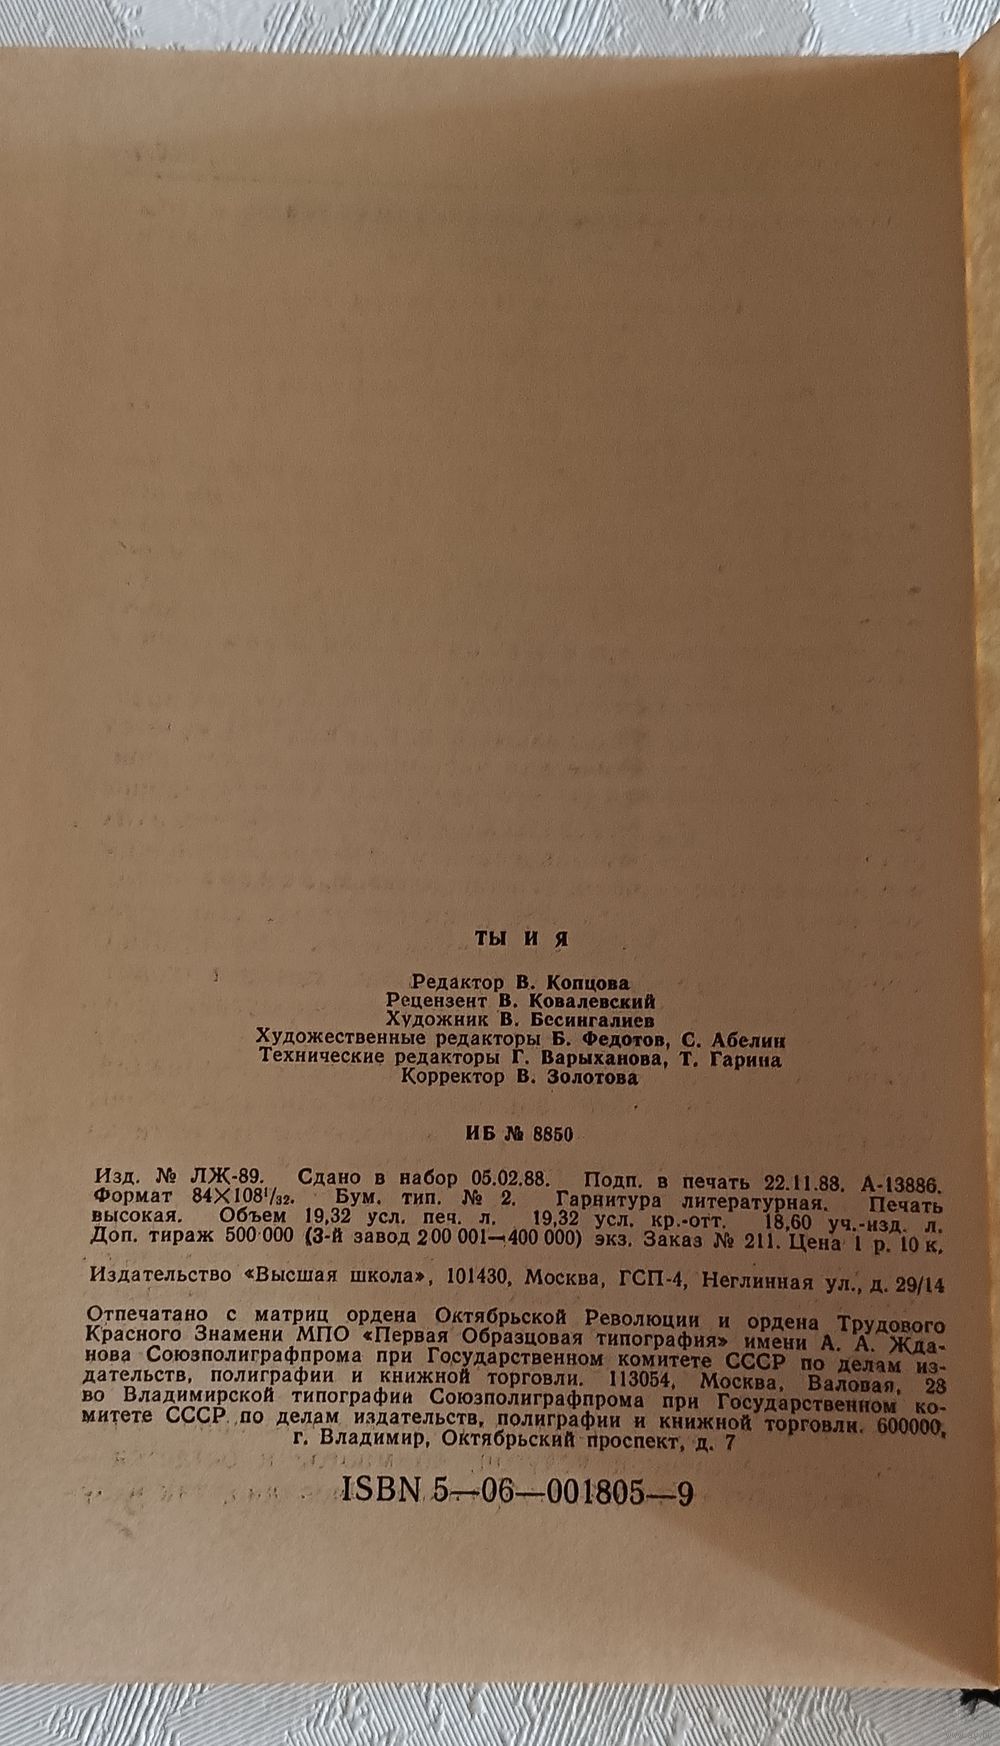 ТЫ И Я
Редактор В. Копцова
Рецензент В. Ковалевский
Художник В. Бесингалиев
Художественные редакторы Б. Федотов, С. Абелин
Технические редакторы Г. Варыханова, Т. Гарина
Корректор В. Золотова
ИБ № 8850
Изд. № ЛЖ-89. Сдано в набор 05.02.88. Подп. в печать 22.11.88. А-13886.
Формат 84×108¹/₃₂. Бум. тип. № 2. Гарнитура литературная. Печать
высокая. Объем 19,32 усл. печ. л. 19,32 усл. кр.-отт. 18,60 уч.-изд. л.
Доп. тираж 500 000 (3-й завод 200 001—400 000) экз. Заказ № 211. Цена 1 р. 10 к.
Издательство «Высшая школа», 101430, Москва, ГСП-4, Неглинная ул., д. 29/14
Отпечатано с матриц ордена Октябрьской Революции и ордена Трудового
Красного Знамени МПО «Первая Образцовая типография» имени А. А. Жда-
нова Союзполиграфпрома при Государственном комитете СССР по делам из-
дательств, полиграфии и книжной торговли. 113054, Москва, Валовая, 28
во Владимирской типографии Союзполиграфпрома при Государственном ко-
митете СССР по делам издательств, полиграфии и книжной торговли. 600000,
г. Владимир, Октябрьский проспект, д. 7
ISBN 5—06—001805—9